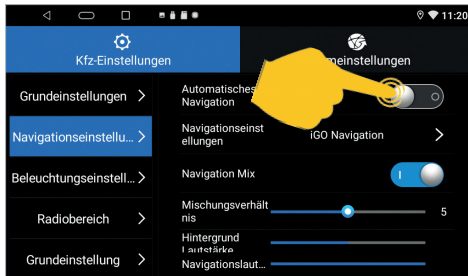 11:20
Kfz-Einstellungen
meinstellungen
Grundeinstellungen
Automatisches
Navigation
Navigationseinstellu...
Navigationseinst
ellungen
iGO Navigation
Beleuchtungseinstell...
Navigation Mix
Radiobereich
Mischungsverhält
nis
5
Grundeinstellung
Hintergrund
Lautstärke
Navigationslaut...